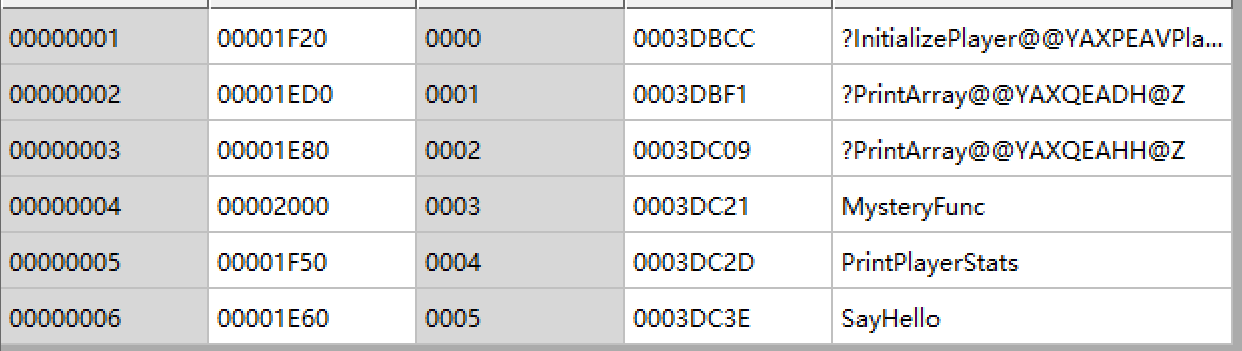 00000001 00001F20 0000 0003DBCC ?InitializePlayer@@YAXPEAVPla...
00000002 00001ED0 0001 0003DBF1 ?PrintArray@@YAXQEADH@Z
00000003 00001E80 0002 0003DC09 ?PrintArray@@YAXQEAHH@Z
00000004 00002000 0003 0003DC21 MysteryFunc
00000005 00001F50 0004 0003DC2D PrintPlayerStats
00000006 00001E60 0005 0003DC3E SayHello